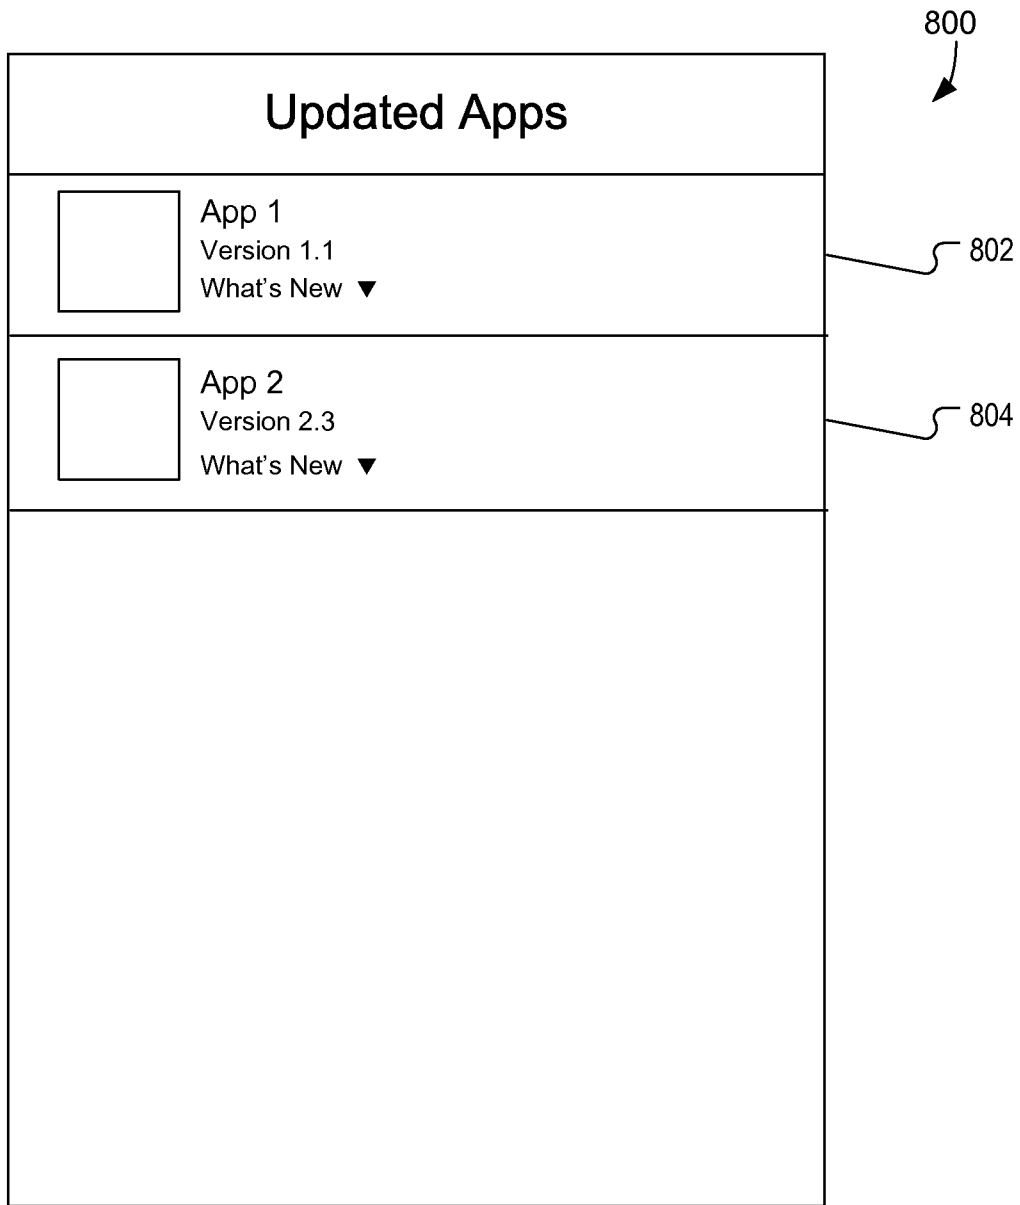 800
Updated Apps
App 1
Version 1.1
What’s New ▼
802
App 2
Version 2.3
What’s New ▼
804